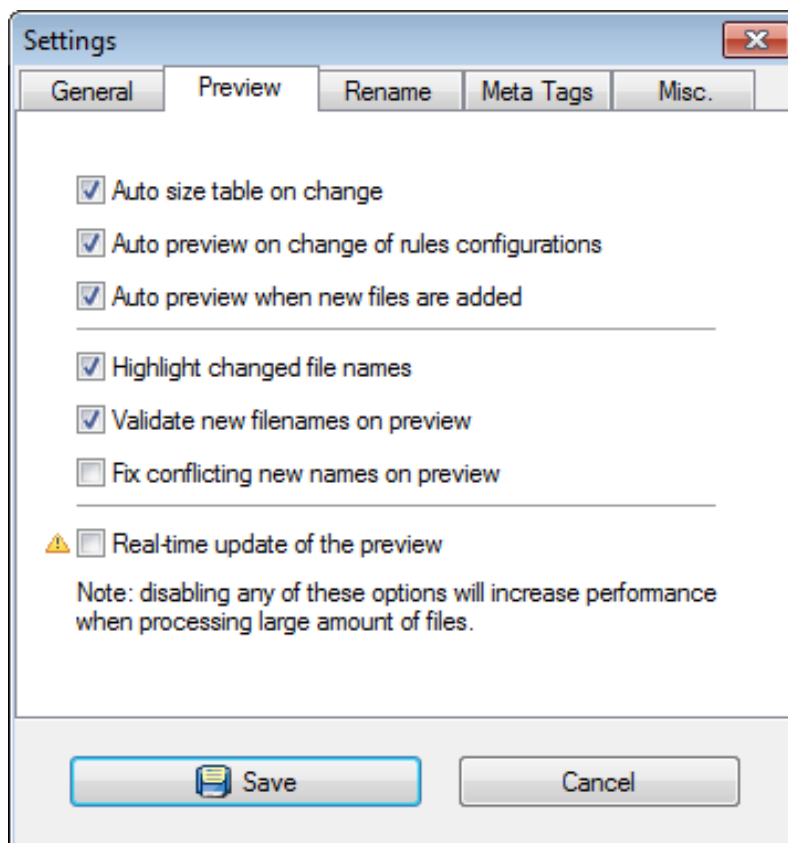 Settings
General Preview Rename Meta Tags Misc.
Auto size table on change
Auto preview on change of rules configurations
Auto preview when new files are added
Highlight changed file names
Validate new filenames on preview
Fix conflicting new names on preview
Real-time update of the preview
Note: disabling any of these options will increase performance
when processing large amount of files.
Save Cancel